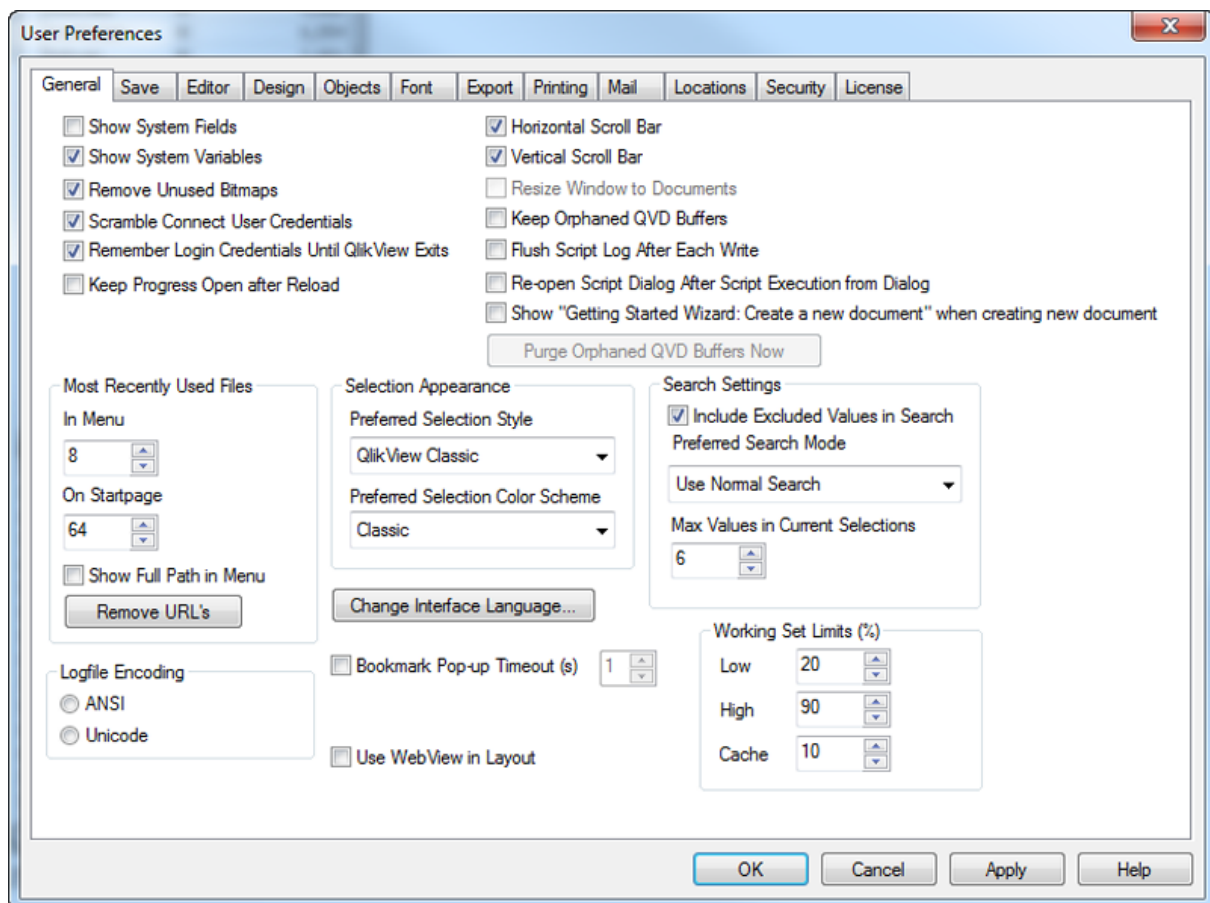 User Preferences
General Save Editor Design Objects Font Export Printing Mail Locations Security License
Show System Fields
Show System Variables
Remove Unused Bitmaps
Scramble Connect User Credentials
Remember Login Credentials Until QlikView Exits
Keep Progress Open after Reload
Horizontal Scroll Bar
Vertical Scroll Bar
Resize Window to Documents
Keep Orphaned QVD Buffers
Flush Script Log After Each Write
Re-open Script Dialog After Script Execution from Dialog
Show "Getting Started Wizard: Create a new document" when creating new document
Purge Orphaned QVD Buffers Now
Most Recently Used Files
In Menu
8
On Startpage
64
Show Full Path in Menu
Remove URL's
Selection Appearance
Preferred Selection Style
QlikView Classic
Preferred Selection Color Scheme
Classic
Change Interface Language...
Search Settings
Include Excluded Values in Search
Preferred Search Mode
Use Normal Search
Max Values in Current Selections
6
Logfile Encoding
ANSI
Unicode
Bookmark Pop-up Timeout (s) 1
Use WebView in Layout
Working Set Limits (%)
Low 20
High 90
Cache 10
OK Cancel Apply Help